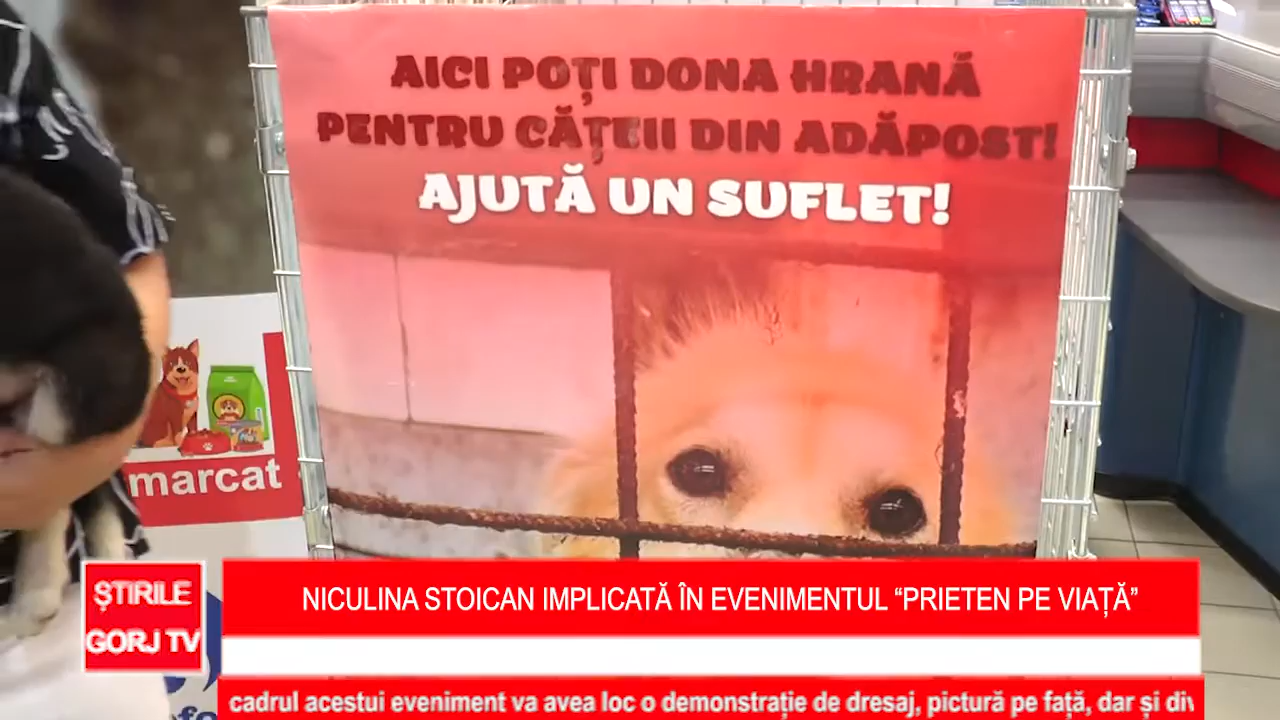 AICI POȚI DONA HRANĂ
PENTRU CĂȚEII DIN ADĂPOST!
AJUTĂ UN SUFLET!
marcat
ȘTIRILE
GORJ TV
NICULINA STOICAN IMPLICATĂ ÎN EVENIMENTUL “PRIETEN PE VIAȚĂ”
cadrul acestui eveniment va avea loc o demonstrație de dresaj, pictură pe față, dar și